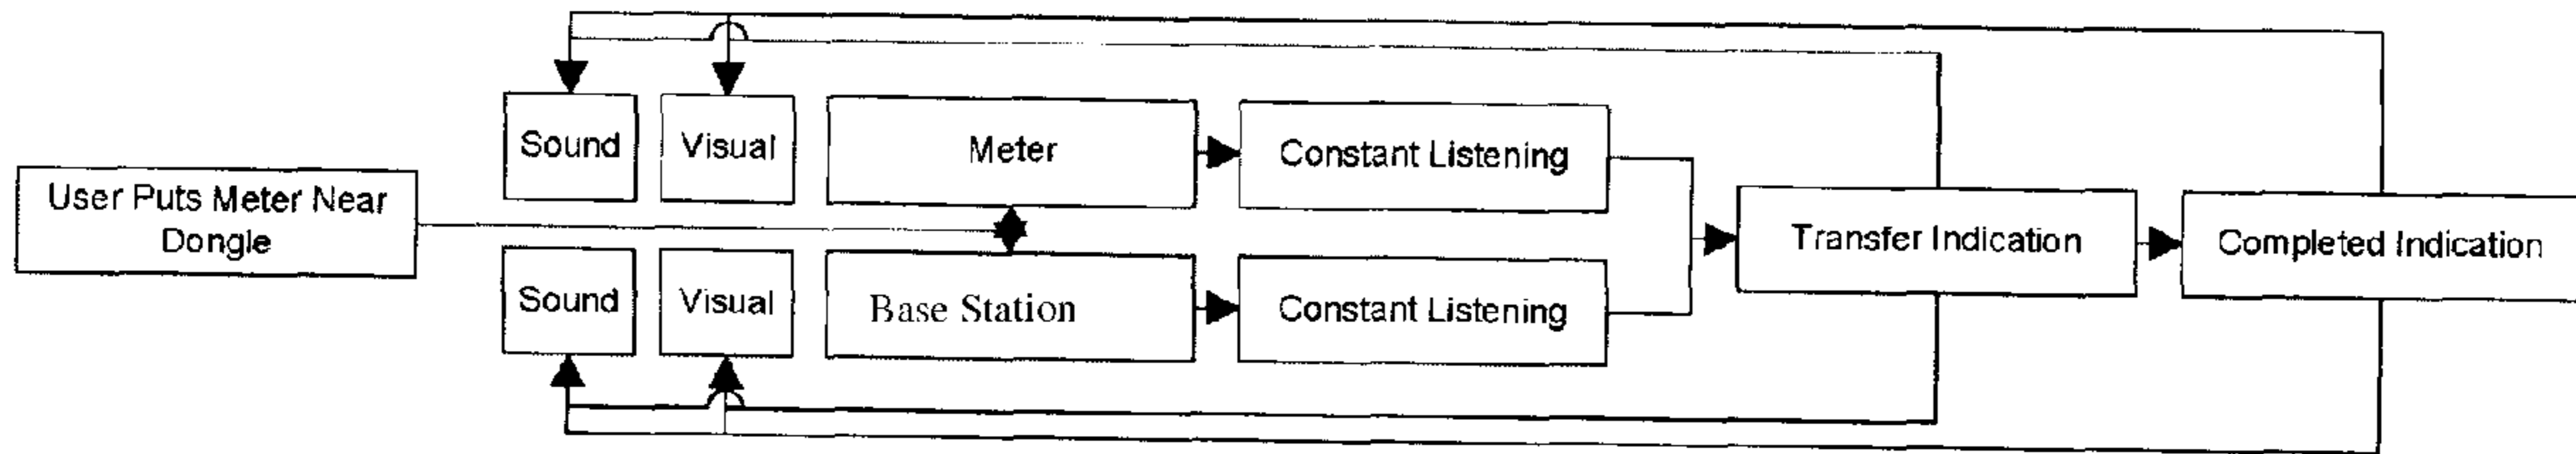 User Puts Meter Near
Dongle
Sound
Visual
Meter
Constant Listening
Sound
Visual
Base Station
Constant Listening
Transfer Indication
Completed Indication